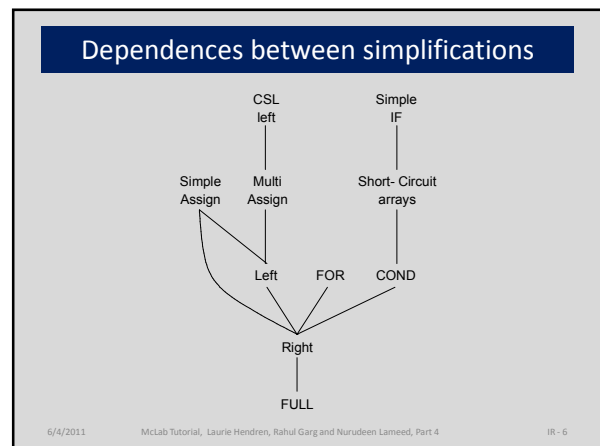 Dependences between simplifications
CSL
left
Simple
IF
Simple
Assign
Multi
Assign
Short- Circuit
arrays
Left
FOR
COND
Right
FULL
6/4/2011
McLab Tutorial, Laurie Hendren, Rahul Garg and Nurudeen Lameed, Part 4
IR - 6